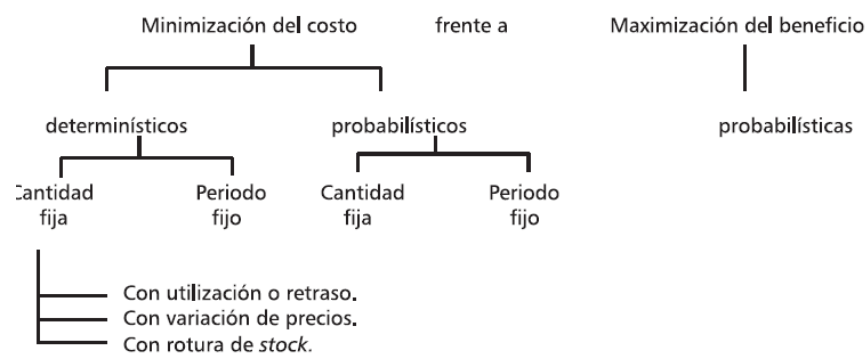 Minimización del costo frente a Maximización del beneficio
determinísticos probabilísticos probabilísticas
Cantidad fija Periodo fijo Cantidad fija Periodo fijo
Con utilización o retraso.
Con variación de precios.
Con rotura de stock.